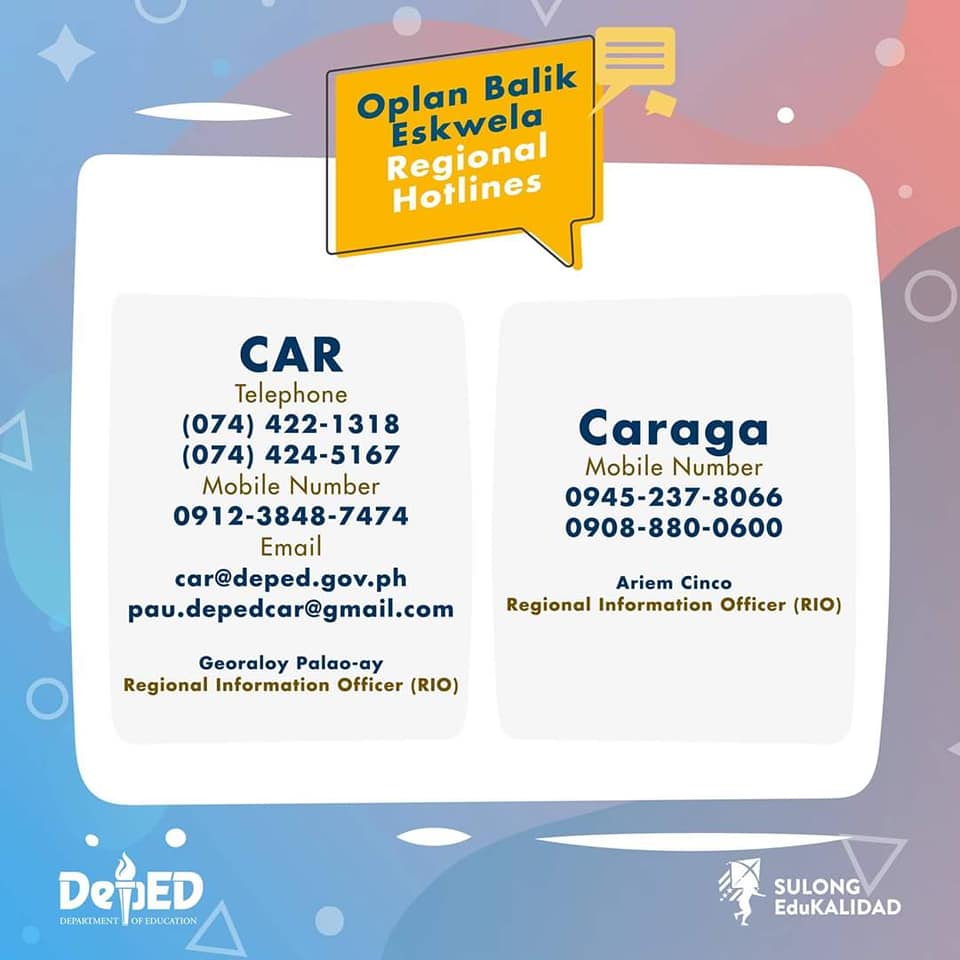 Oplan Balik
Eskwela
Regional
Hotlines
CAR
Telephone
(074) 422-1318
(074) 424-5167
Mobile Number
0912-3848-7474
Email
car@deped.gov.ph
pau.depedcar@gmail.com
Georaloy Palao-ay
Regional Information Officer (RIO)
Caraga
Mobile Number
0945-237-8066
0908-880-0600
Ariem Cinco
Regional Information Officer (RIO)
DepED
DEPARTMENT OF EDUCATION
SULONG
EduKALIDAD